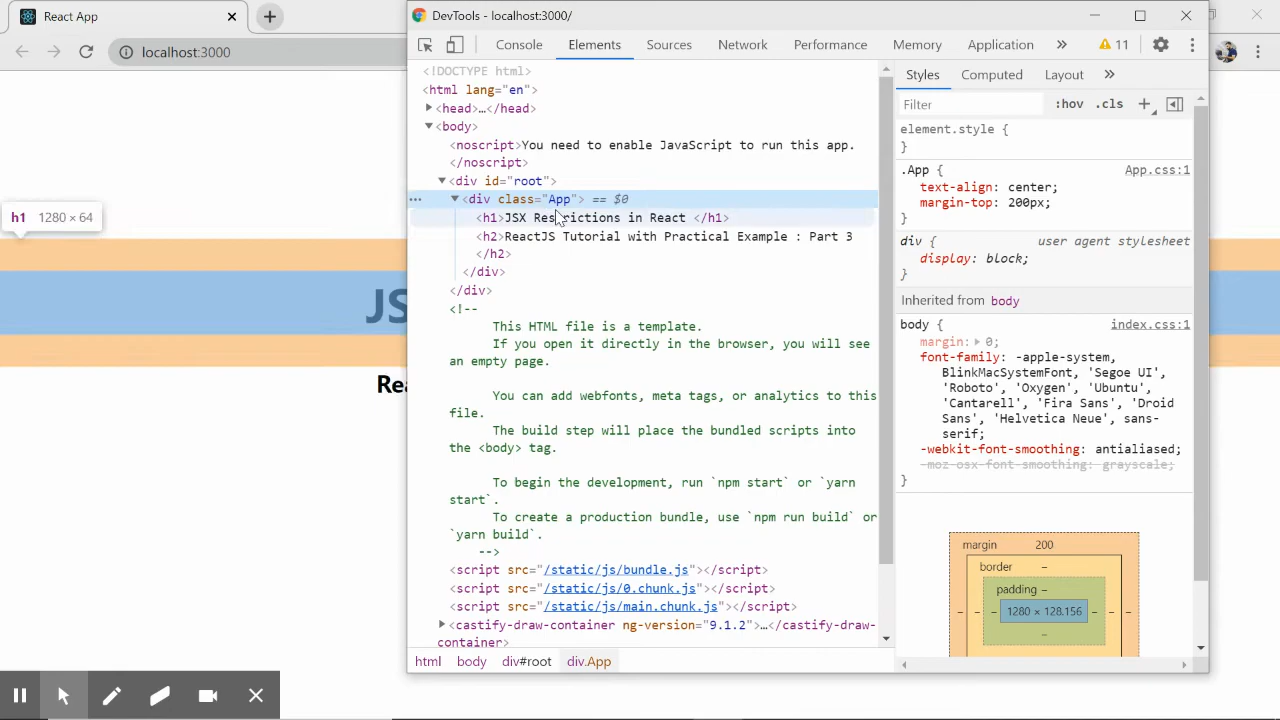 React App
localhost:3000
DevTools - localhost:3000/
Console Elements Sources Network Performance Memory Application » 11
<!DOCTYPE html>
<html lang="en">
<head>…</head>
<body>
<noscript>You need to enable JavaScript to run this app.
</noscript>
<div id="root">
<div class="App"> == $0
<h1>JSX Restrictions in React </h1>
<h2>ReactJS Tutorial with Practical Example : Part 3
</h2>
</div>
</div>
<!--
This HTML file is a template.
If you open it directly in the browser, you will see
an empty page.
You can add webfonts, meta tags, or analytics to this
file.
The build step will place the bundled scripts into
the <body> tag.
To begin the development, run `npm start` or `yarn
start`.
To create a production bundle, use `npm run build` or
`yarn build`.
-->
<script src="/static/js/bundle.js"></script>
<script src="/static/js/0.chunk.js"></script>
<script src="/static/js/main.chunk.js"></script>
<castify-draw-container ng-version="9.1.2">…</castify-draw-
container>
html body div#root div.App
Styles Computed Layout »
Filter :hov .cls +
element.style {
}
.App { App.css:1
text-align: center;
margin-top: 200px;
}
div { user agent stylesheet
display: block;
}
Inherited from body
body { index.css:1
margin: 0;
font-family: -apple-system,
BlinkMacSystemFont, 'Segoe UI',
'Roboto', 'Oxygen', 'Ubuntu',
'Cantarell', 'Fira Sans', 'Droid
Sans', 'Helvetica Neue', sans-
serif;
-webkit-font-smoothing: antialiased;
-moz-osx-font-smoothing: grayscale;
}
margin 200
border –
padding –
1280 × 128.156
h1 1280 × 64
JS
Rea